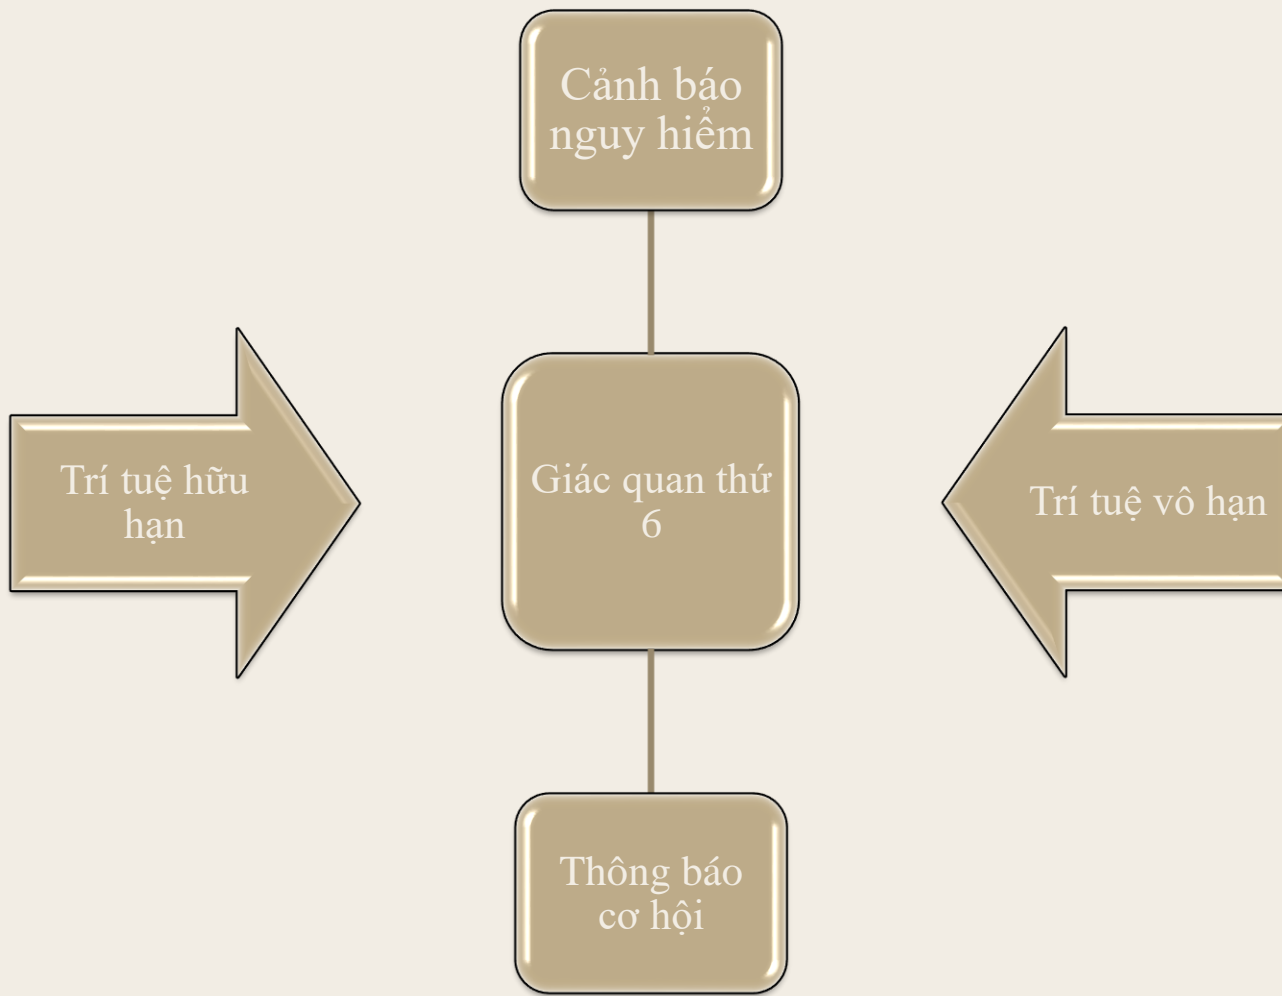 Cảnh báo
nguy hiểm
Trí tuệ hữu
hạn
Giác quan thứ
6
Trí tuệ vô hạn
Thông báo
cơ hội